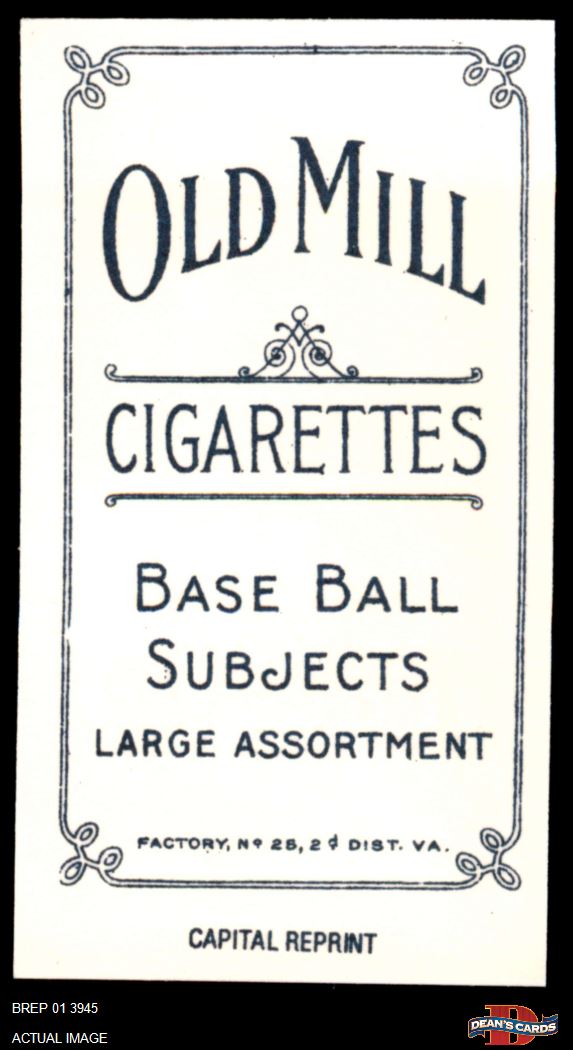 OLD MILL
CIGARETTES
BASE BALL
SUBJECTS
LARGE ASSORTMENT
FACTORY, Nº 25, 2d DIST. VA.
CAPITAL REPRINT
BREP 01 3945
ACTUAL IMAGE
D
DEAN'S CARDS